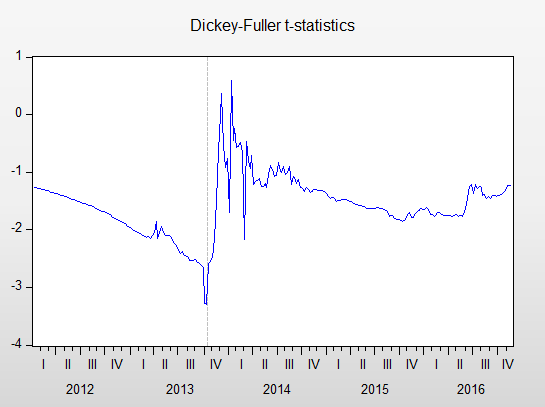 Dickey-Fuller t-statistics
1
0
-1
-2
-3
-4
I II III IV I II III IV I II III IV I II III IV I II III IV
2012 2013 2014 2015 2016